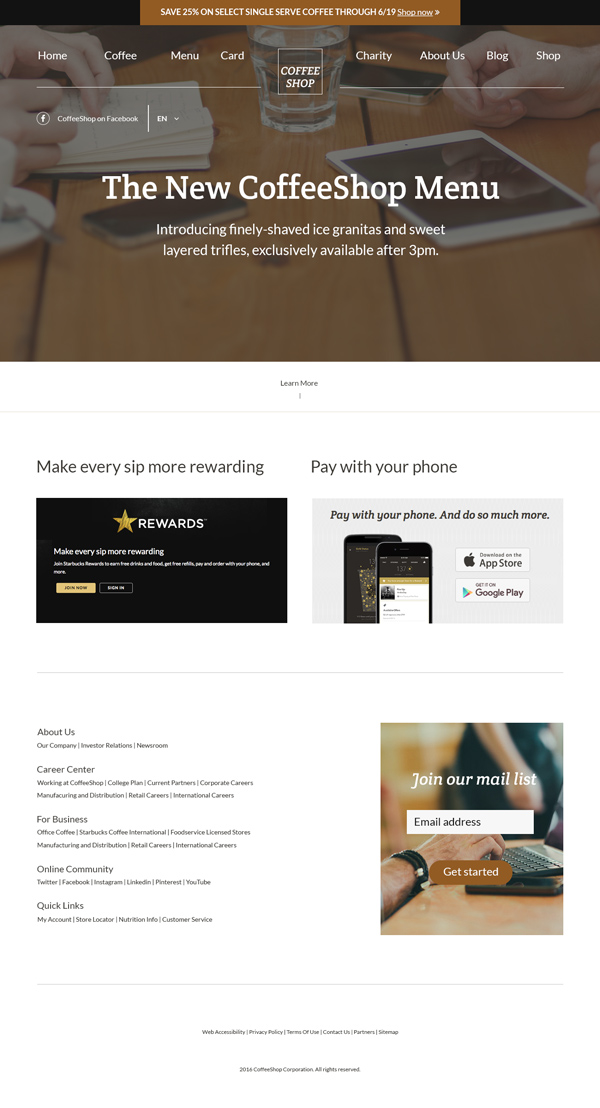 SAVE 25% ON SELECT SINGLE SERVE COFFEE THROUGH 6/19 Shop now »
Home Coffee Menu Card
COFFEE
SHOP
Charity About Us Blog Shop
CoffeeShop on Facebook EN
The New CoffeeShop Menu
Introducing finely-shaved ice granitas and sweet
layered trifles, exclusively available after 3pm.
Learn More
Make every sip more rewarding
REWARDS™
Make every sip more rewarding
Join Starbucks Rewards to earn free drinks and food, get free refills, pay and order with your phone, and
more.
JOIN NOW SIGN IN
Pay with your phone
Pay with your phone. And do so much more.
Download on the
App Store
GET IT ON
Google Play
About Us
Our Company | Investor Relations | Newsroom
Career Center
Working at CoffeeShop | College Plan | Current Partners | Corporate Careers
Manufacuring and Distribution | Retail Careers | International Careers
For Business
Office Coffee | Starbucks Coffee International | Foodservice Licensed Stores
Manufacturing and Distribution | Retail Careers | International Careers
Online Community
Twitter | Facebook | Instagram | Linkedin | Pinterest | YouTube
Quick Links
My Account | Store Locator | Nutrition Info | Customer Service
Join our mail list
Email address
Get started
Web Accessibility | Privacy Policy | Terms Of Use | Contact Us | Partners | Sitemap
2016 CoffeeShop Corporation. All rights reserved.